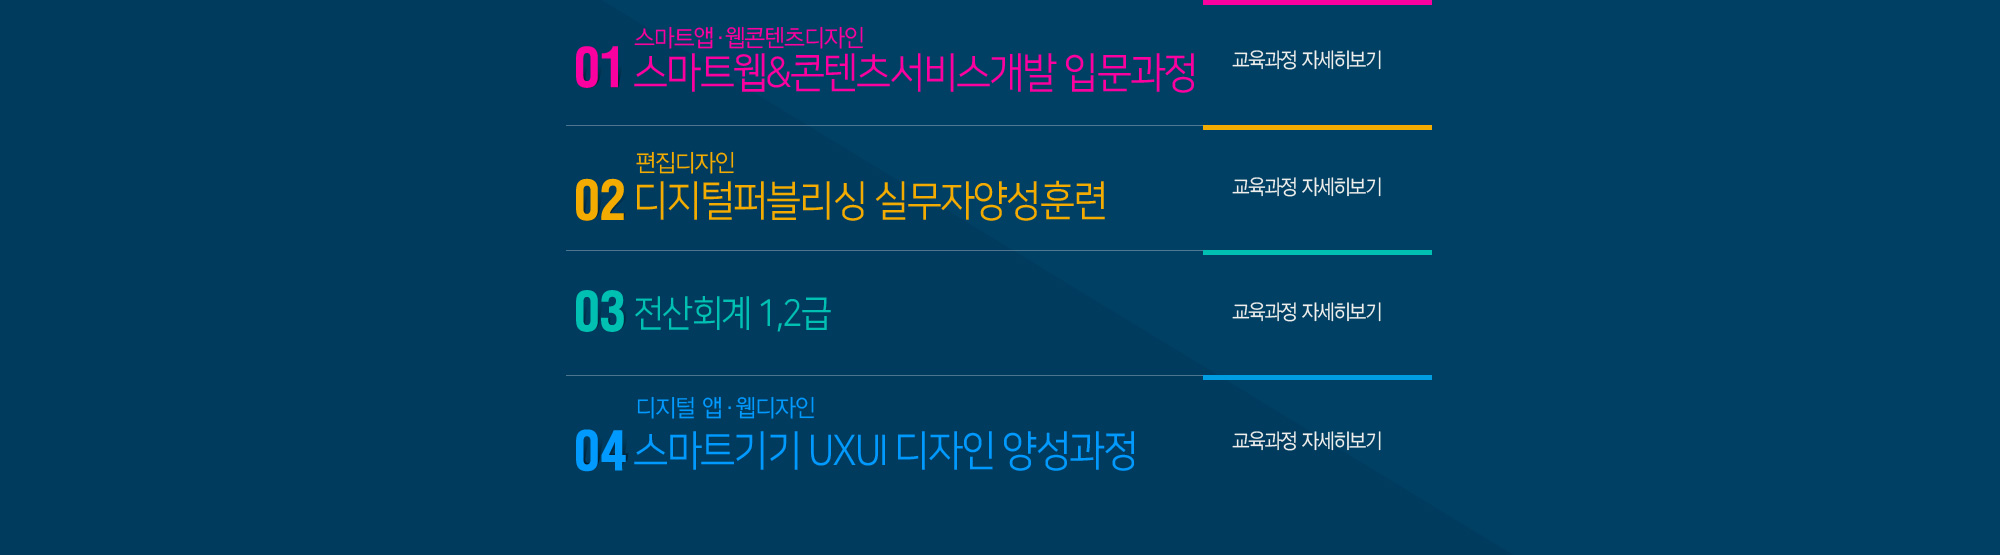 스마트앱·웹콘텐츠디자인
01 스마트웹&콘텐츠서비스개발 입문과정
교육과정 자세히보기
편집디자인
02 디지털퍼블리싱 실무자양성훈련
교육과정 자세히보기
03 전산회계 1,2급
교육과정 자세히보기
디지털 앱·웹디자인
04 스마트기기 UXUI 디자인 양성과정
교육과정 자세히보기